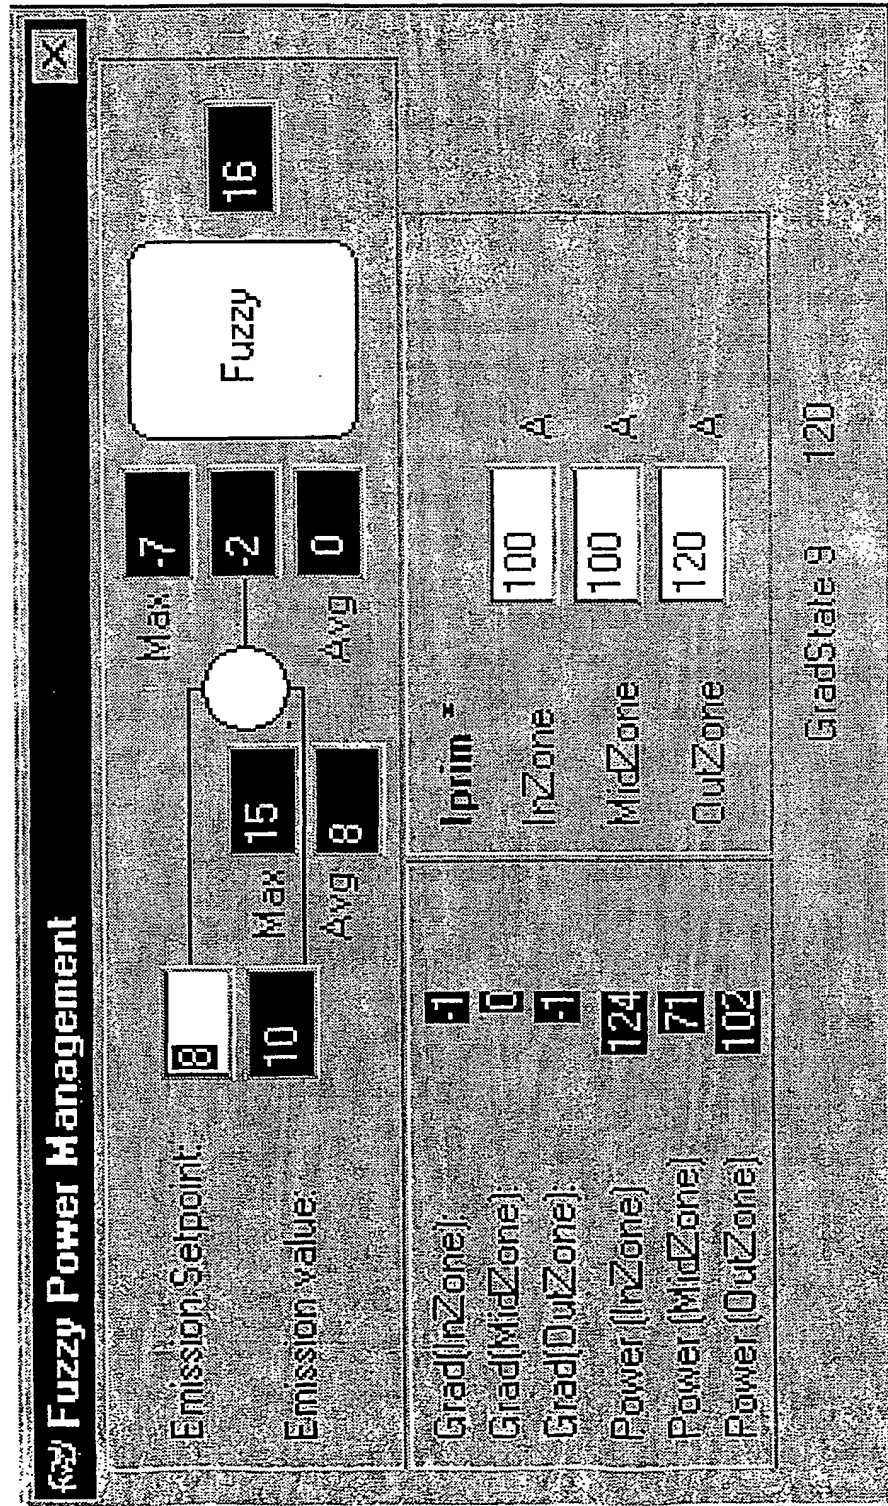 Fuzzy Power Management
Emission Setpoint: 8
Emission value: 10
Max 15
Avg 8
Max -7
-2
Avg 0
Fuzzy
16
Grad(InZone): -1
Grad(MidZone): 0
Grad(OutZone): -1
Power (InZone) 124
Power (MidZone) 71
Power (OutZone) 102
InZone 100 A
MidZone 100 A
OutZone 120 A
GradState 9 120